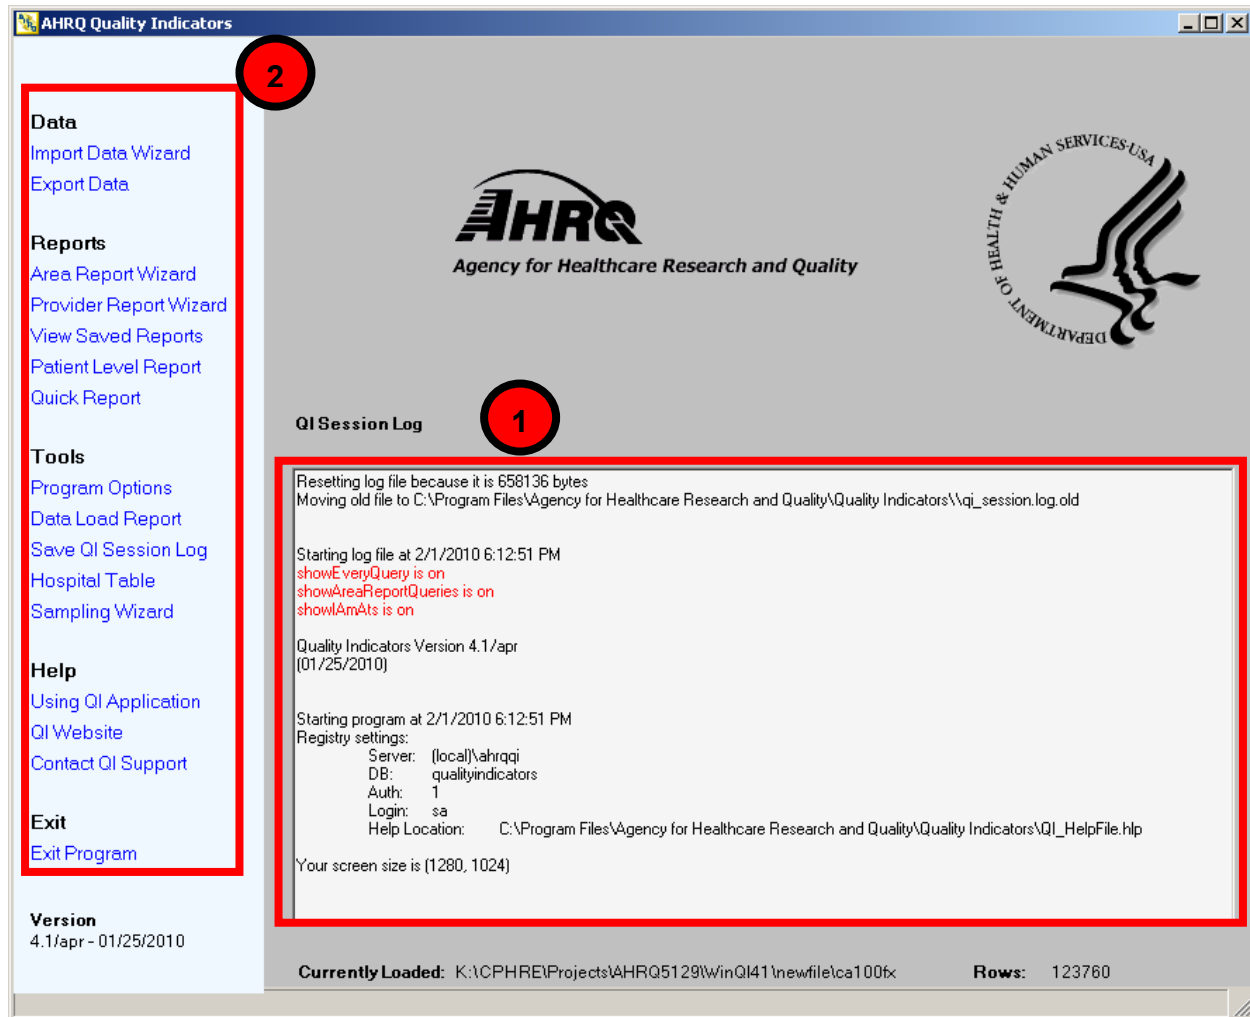 AHRQ Quality Indicators
2
Data
Import Data Wizard
Export Data
Reports
Area Report Wizard
Provider Report Wizard
View Saved Reports
Patient Level Report
Quick Report
Tools
Program Options
Data Load Report
Save QI Session Log
Hospital Table
Sampling Wizard
Help
Using QI Application
QI Website
Contact QI Support
Exit
Exit Program
Version
4.1/apr - 01/25/2010
AHRQ
Agency for Healthcare Research and Quality
DEPARTMENT OF HEALTH & HUMAN SERVICES·USA
1
QI Session Log
Resetting log file because it is 658136 bytes
Moving old file to C:\Program Files\Agency for Healthcare Research and Quality\Quality Indicators\\qi_session.log.old
Starting log file at 2/1/2010 6:12:51 PM
showEveryQuery is on
showAreaReportQueries is on
showIAmAts is on
Quality Indicators Version 4.1/apr
(01/25/2010)
Starting program at 2/1/2010 6:12:51 PM
Registry settings:
Server: (local)\ahrqqi
DB: qualityindicators
Auth: 1
Login: sa
Help Location: C:\Program Files\Agency for Healthcare Research and Quality\Quality Indicators\QI_HelpFile.hlp
Your screen size is (1280, 1024)
Currently Loaded: K:\CPHRE\Projects\AHRQ5129\WinQI41\newfile\ca100fx Rows: 123760